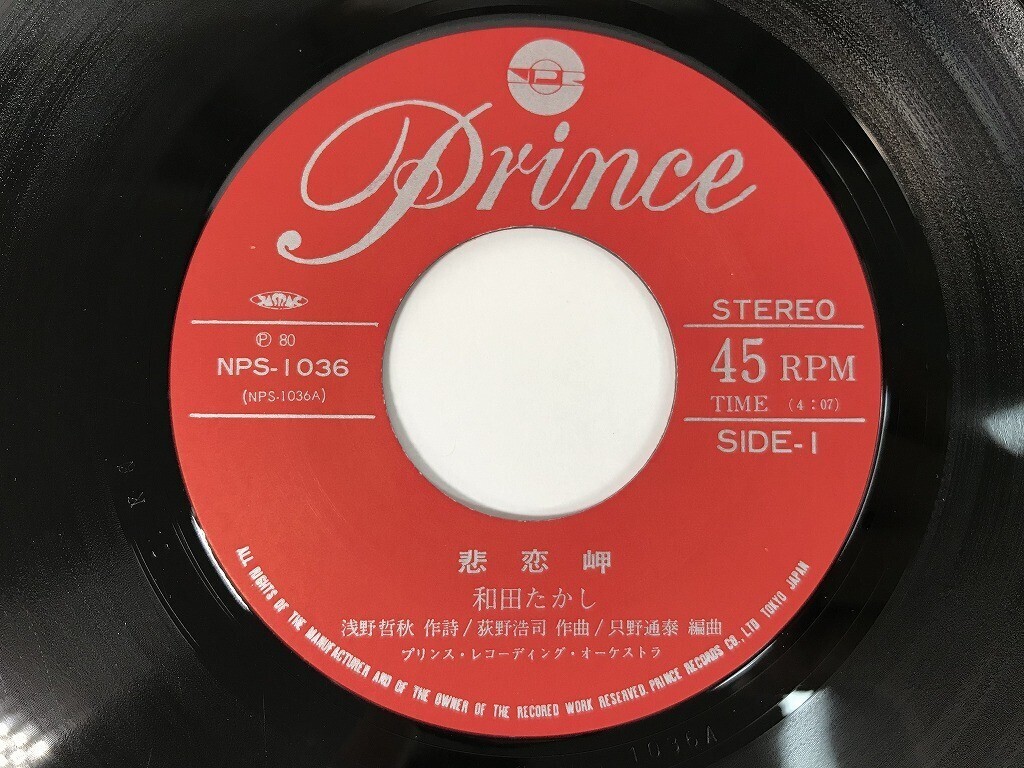 Prince
JASRAC
Ⓟ 80
NPS-1036
(NPS-1036A)
STEREO
45 RPM
TIME (4:07)
SIDE-1
悲恋岬
和田たかし
浅野哲秋 作詩/荻野浩司 作曲/只野通泰 編曲
プリンス・レコーディング・オーケストラ
ALL RIGHTS OF THE MANUFACTURER AND OF THE OWNER OF THE RECORED WORK RESERVED. PRINCE RECORDS CO., LTD TOKYO JAPAN
1036A